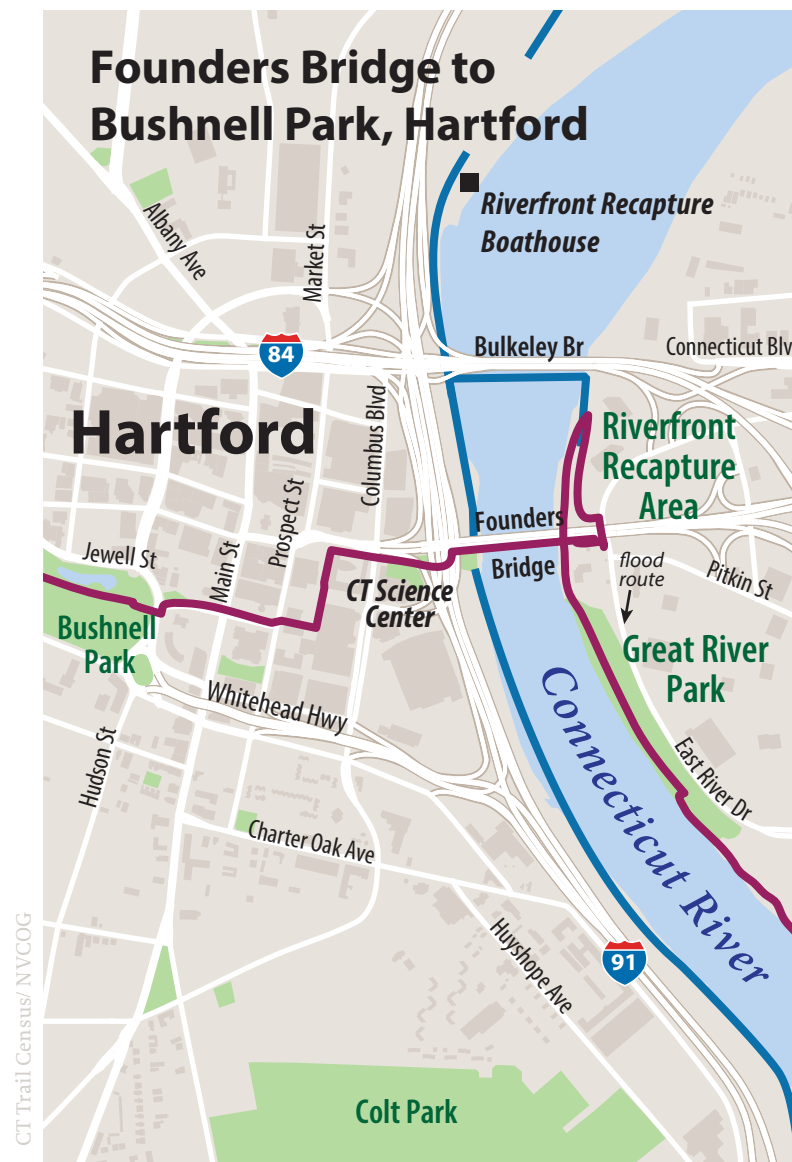 Founders Bridge to
Bushnell Park, Hartford
Riverfront Recapture
Boathouse
Albany Ave
Market St
84
Bulkeley Br
Connecticut Blv
Hartford
Columbus Blvd
Riverfront
Recapture
Area
Prospect St
Founders
Bridge
Jewell St
Main St
CT Science
Center
flood
route
Pitkin St
Bushnell
Park
Great River
Park
Whitehead Hwy
Hudson St
Connecticut River
East River Dr
Charter Oak Ave
Huyshope Ave
91
CT Trail Census/ NVCOG
Colt Park